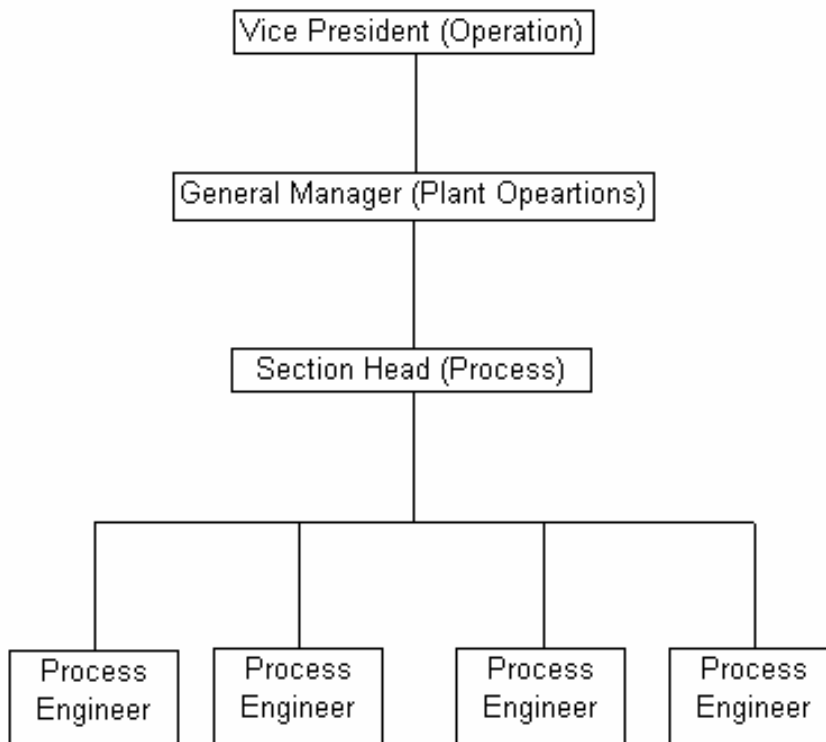 Vice President (Operation)
General Manager (Plant Opeartions)
Section Head (Process)
Process
Engineer
Process
Engineer
Process
Engineer
Process
Engineer